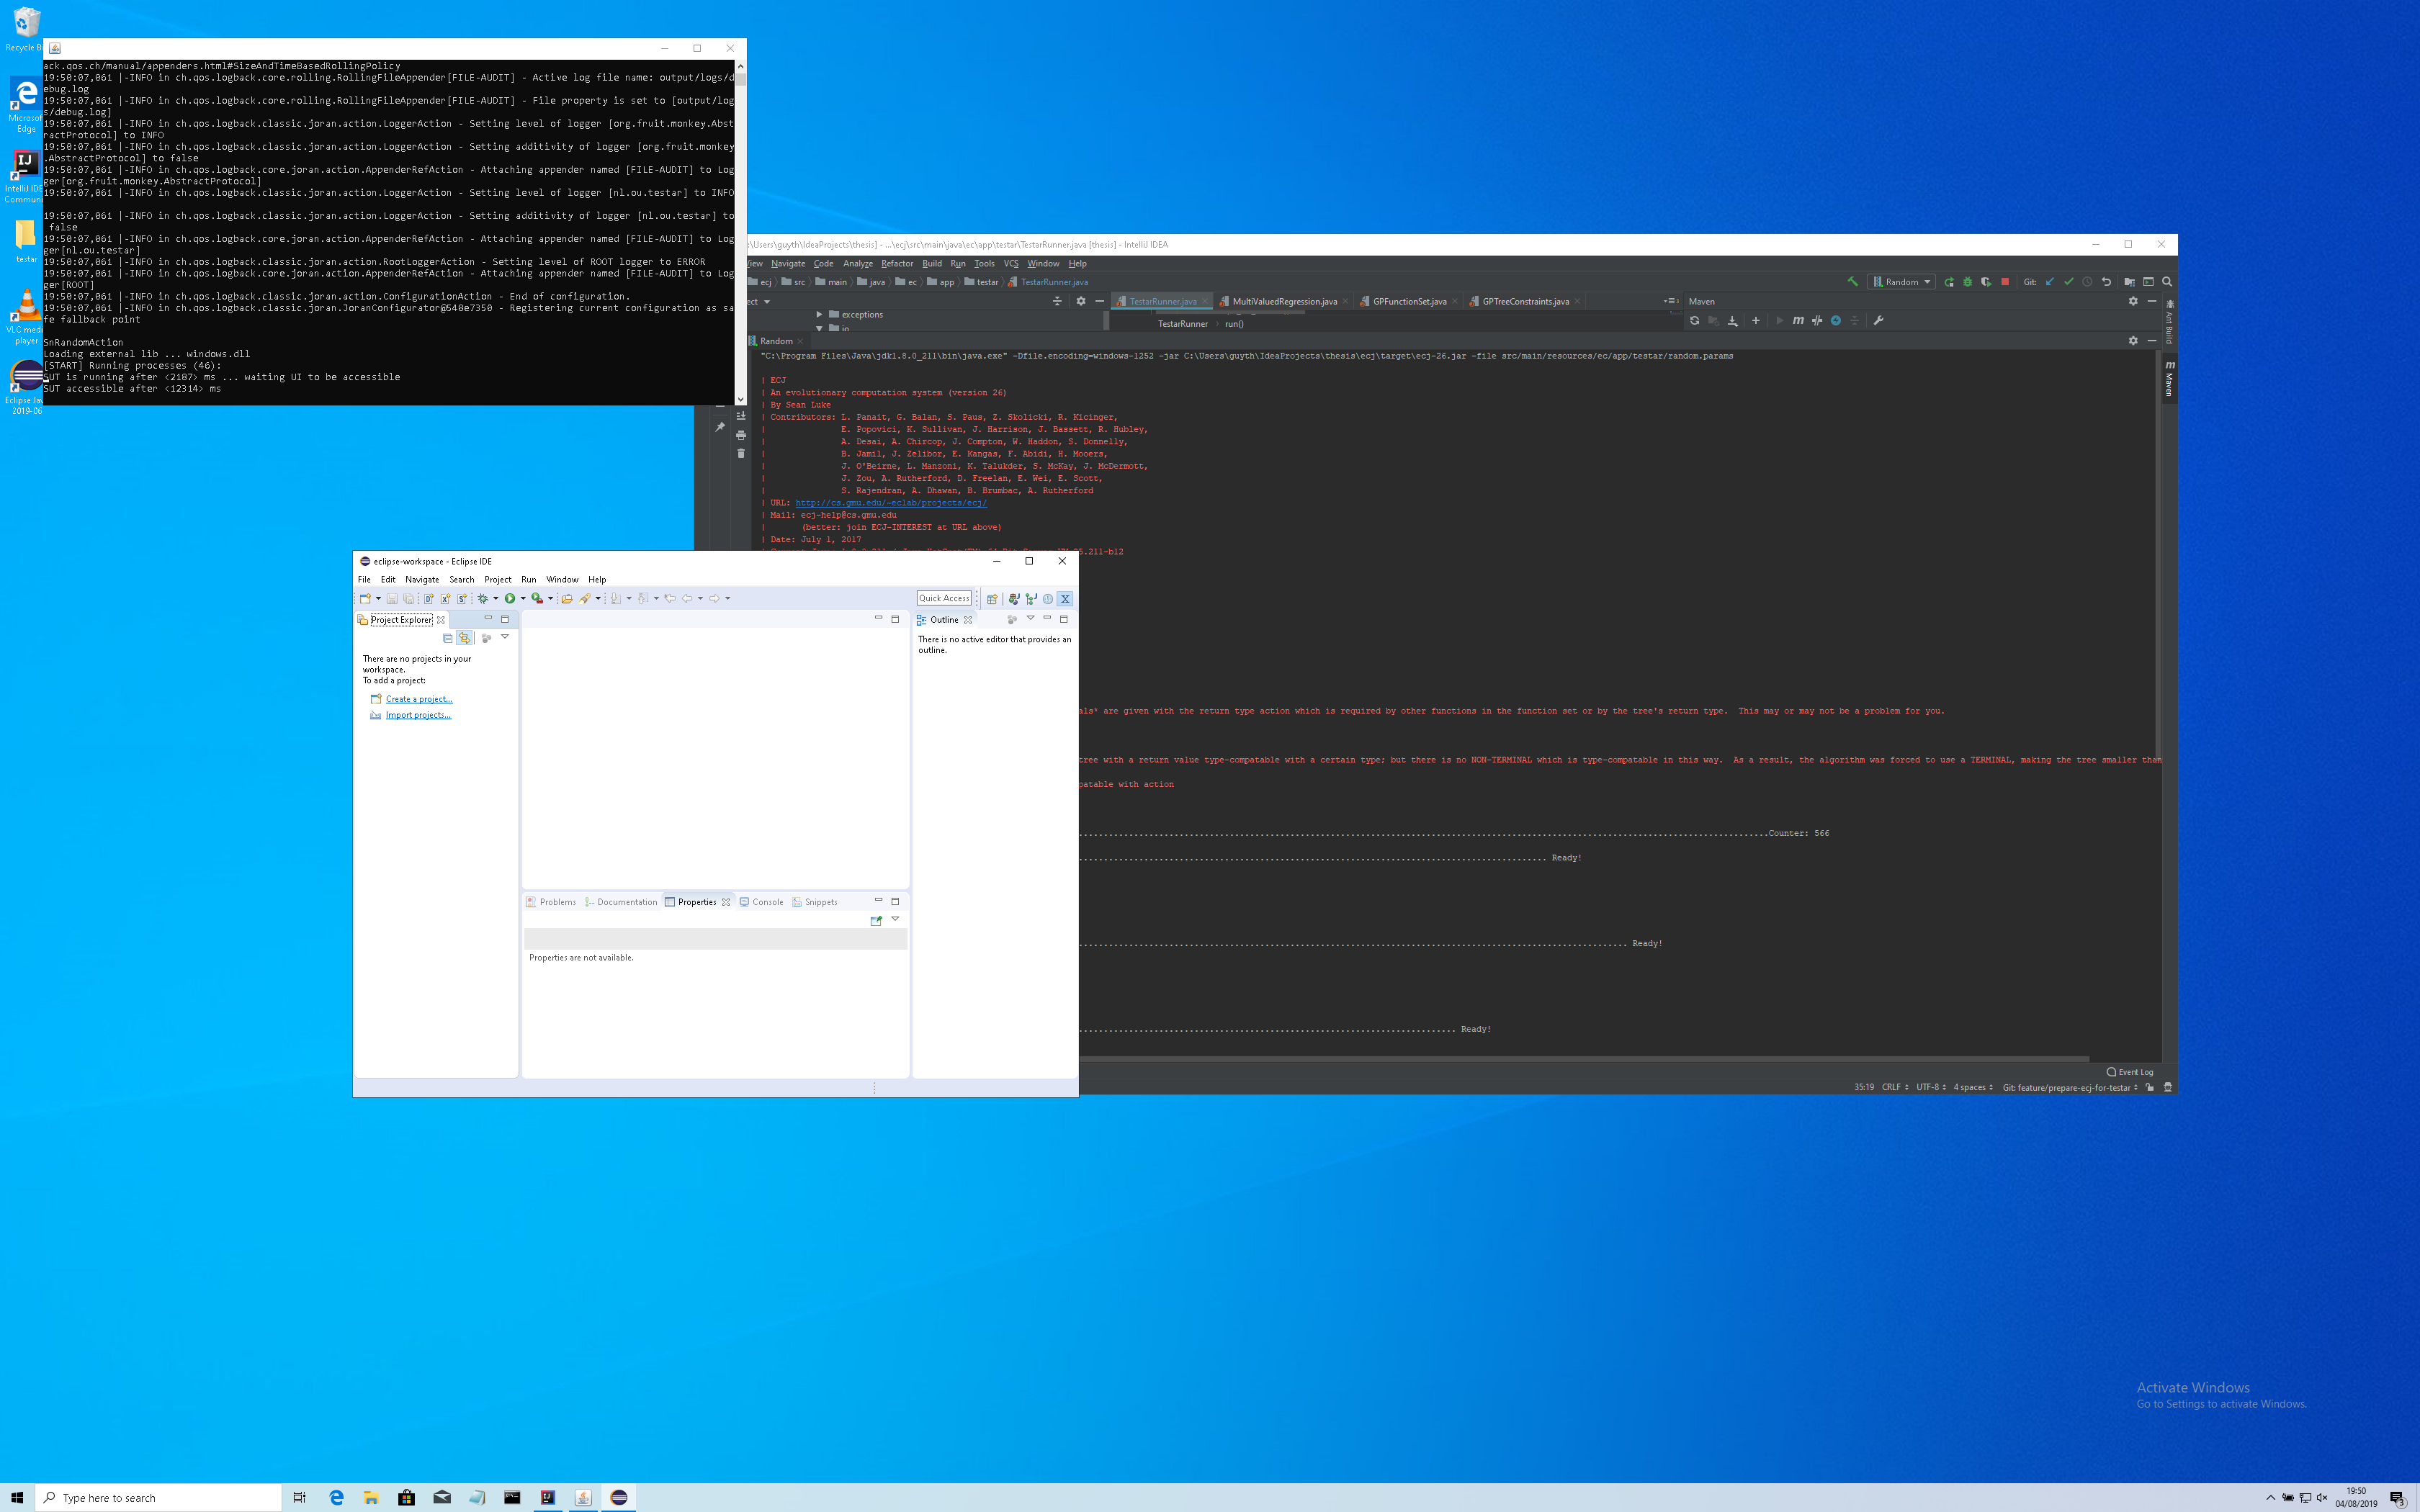 Recycle B
Microsof
Edge
IntelliJ IDE
Commun
testar
VLC medi
player
Eclipse Jav
2019-06
ack.qos.ch/manual/appenders.html#SizeAndTimeBasedRollingPolicy
19:50:07,061 |-INFO in ch.qos.logback.core.rolling.RollingFileAppender[FILE-AUDIT] - Active log file name: output/logs/d
ebug.log
19:50:07,061 |-INFO in ch.qos.logback.core.rolling.RollingFileAppender[FILE-AUDIT] - File property is set to [output/log
s/debug.log]
19:50:07,061 |-INFO in ch.qos.logback.classic.joran.action.LoggerAction - Setting level of logger [org.fruit.monkey.Abst
ractProtocol] to INFO
19:50:07,061 |-INFO in ch.qos.logback.classic.joran.action.LoggerAction - Setting additivity of logger [org.fruit.monkey
.AbstractProtocol] to false
19:50:07,061 |-INFO in ch.qos.logback.core.joran.action.AppenderRefAction - Attaching appender named [FILE-AUDIT] to Log
ger[org.fruit.monkey.AbstractProtocol]
19:50:07,061 |-INFO in ch.qos.logback.classic.joran.action.LoggerAction - Setting level of logger [nl.ou.testar] to INFO
19:50:07,061 |-INFO in ch.qos.logback.classic.joran.action.LoggerAction - Setting additivity of logger [nl.ou.testar] to
false
19:50:07,061 |-INFO in ch.qos.logback.core.joran.action.AppenderRefAction - Attaching appender named [FILE-AUDIT] to Log
ger[nl.ou.testar]
19:50:07,061 |-INFO in ch.qos.logback.classic.joran.action.RootLoggerAction - Setting level of ROOT logger to ERROR
19:50:07,061 |-INFO in ch.qos.logback.core.joran.action.AppenderRefAction - Attaching appender named [FILE-AUDIT] to Log
ger[ROOT]
19:50:07,061 |-INFO in ch.qos.logback.classic.joran.action.ConfigurationAction - End of configuration.
19:50:07,061 |-INFO in ch.qos.logback.classic.joran.JoranConfigurator@548e7350 - Registering current configuration as sa
fe fallback point
SnRandomAction
Loading external lib ... windows.dll
[START] Running processes (46):
SUT is running after <2187> ms ... waiting UI to be accessible
SUT accessible after <12314> ms
:\Users\guyth\IdeaProjects\thesis] - ...\ecj\src\main\java\ec\app\testar\TestarRunner.java [thesis] - IntelliJ IDEA
iew Navigate Code Analyze Refactor Build Run Tools VCS Window Help
ecj src main java ec app testar TestarRunner.java
Random Git:
ect TestarRunner.java MultiValuedRegression.java GPFunctionSet.java GPTreeConstraints.java Maven
exceptions
io
TestarRunner run()
Ant Build
Maven
Random
"C:\Program Files\Java\jdk1.8.0_211\bin\java.exe" -Dfile.encoding=windows-1252 -jar C:\Users\guyth\IdeaProjects\thesis\ecj\target\ecj-26.jar -file src/main/resources/ec/app/testar/random.params
| ECJ
| An evolutionary computation system (version 26)
| By Sean Luke
| Contributors: L. Panait, G. Balan, S. Paus, Z. Skolicki, R. Kicinger,
| E. Popovici, K. Sullivan, J. Harrison, J. Bassett, R. Hubley,
| A. Desai, A. Chircop, J. Compton, W. Haddon, S. Donnelly,
| B. Jamil, J. Zelibor, E. Kangas, F. Abidi, H. Mooers,
| J. O'Beirne, L. Manzoni, K. Talukder, S. McKay, J. McDermott,
| J. Zou, A. Rutherford, D. Freelan, E. Wei, E. Scott,
| S. Rajendran, A. Dhawan, B. Brumbac, A. Rutherford
| URL: http://cs.gmu.edu/~eclab/projects/ecj/
| Mail: ecj-help@cs.gmu.edu
| (better: join ECJ-INTEREST at URL above)
| Date: July 1, 2017
5.211-b12
als* are given with the return type action which is required by other functions in the function set or by the tree's return type. This may or may not be a problem for you.
tree with a return value type-compatable with a certain type; but there is no NON-TERMINAL which is type-compatable in this way. As a result, the algorithm was forced to use a TERMINAL, making the tree smaller than
patable with action
Counter: 566
Ready!
Ready!
Ready!
Event Log
35:19 CRLF UTF-8 4 spaces Git: feature/prepare-ecj-for-testar
eclipse-workspace - Eclipse IDE
File Edit Navigate Search Project Run Window Help
Quick Access
Project Explorer
There are no projects in your
workspace.
To add a project:
Create a project...
Import projects...
Outline
There is no active editor that provides an
outline.
Problems Documentation Properties Console Snippets
Properties are not available.
Activate Windows
Go to Settings to activate Windows.
Type here to search
19:50
04/08/2019
3